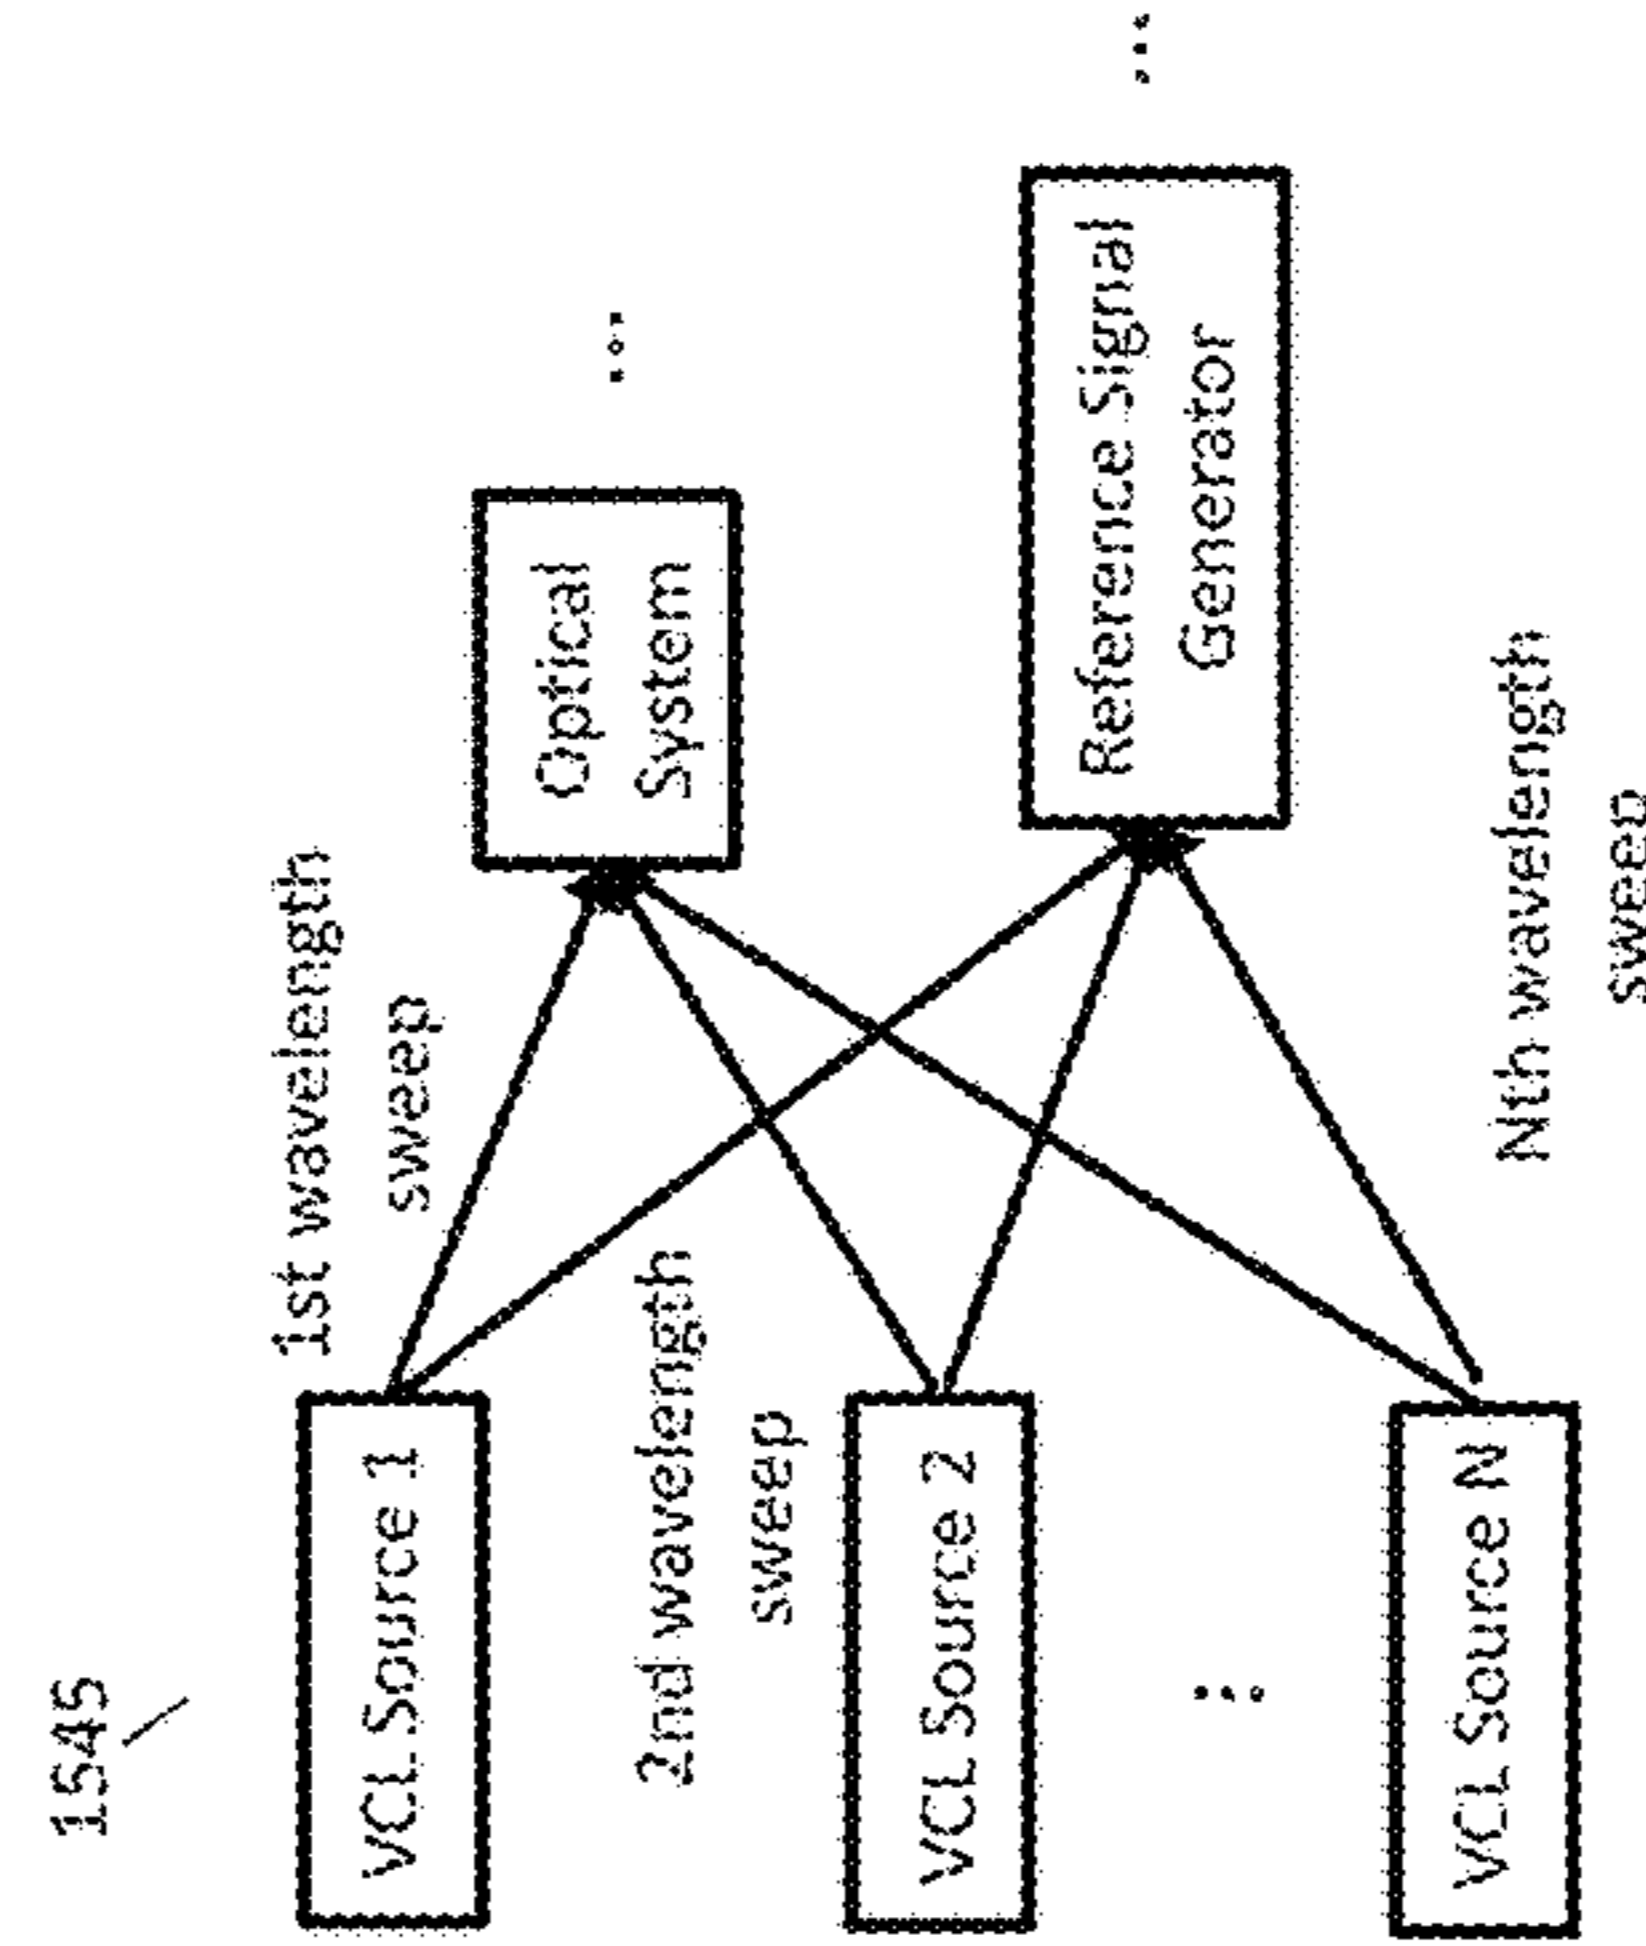 1545
VCL Source 1
1st wavelength
sweep
Optical
System
...
2nd wavelength
sweep
VCL Source 2
Reference Signal
Generator
...
...
VCL Source N
Nth wavelength
sweep